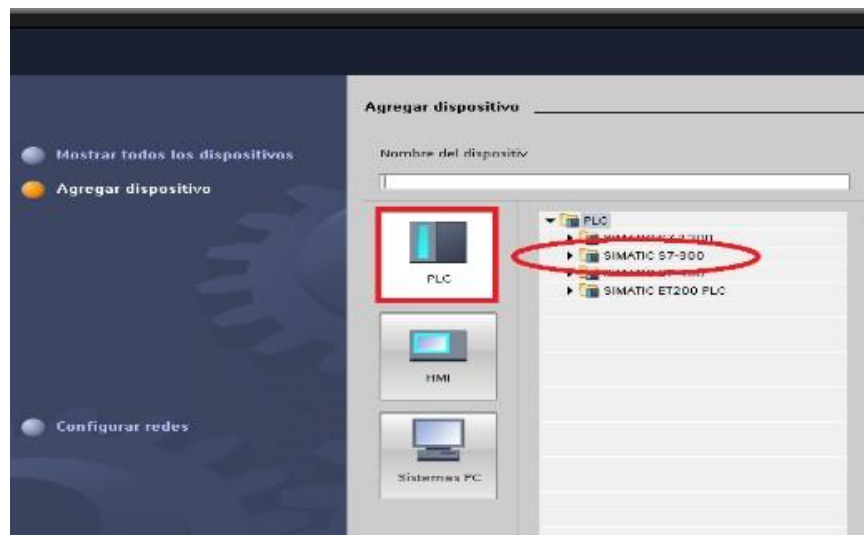 Agregar dispositivo
Mostrar todos los dispositivos
Agregar dispositivo
Configurar redes
Nombre del dispositiv
PLC
HMI
Sistemas PC
PLC
SIMATIC S7-300
SIMATIC ET200 PLC